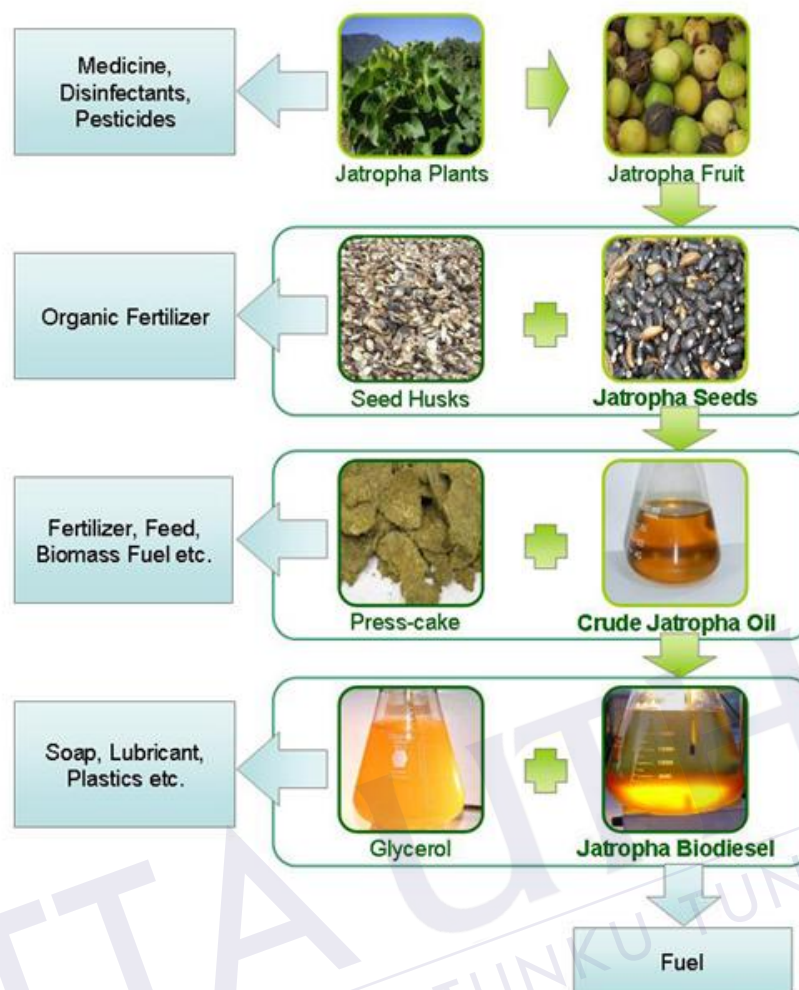 Medicine,
Disinfectants,
Pesticides
Jatropha Plants
Jatropha Fruit
Organic Fertilizer
Seed Husks
Jatropha Seeds
Fertilizer, Feed,
Biomass Fuel etc.
Press-cake
Crude Jatropha Oil
Soap, Lubricant,
Plastics etc.
Glycerol
Jatropha Biodiesel
Fuel